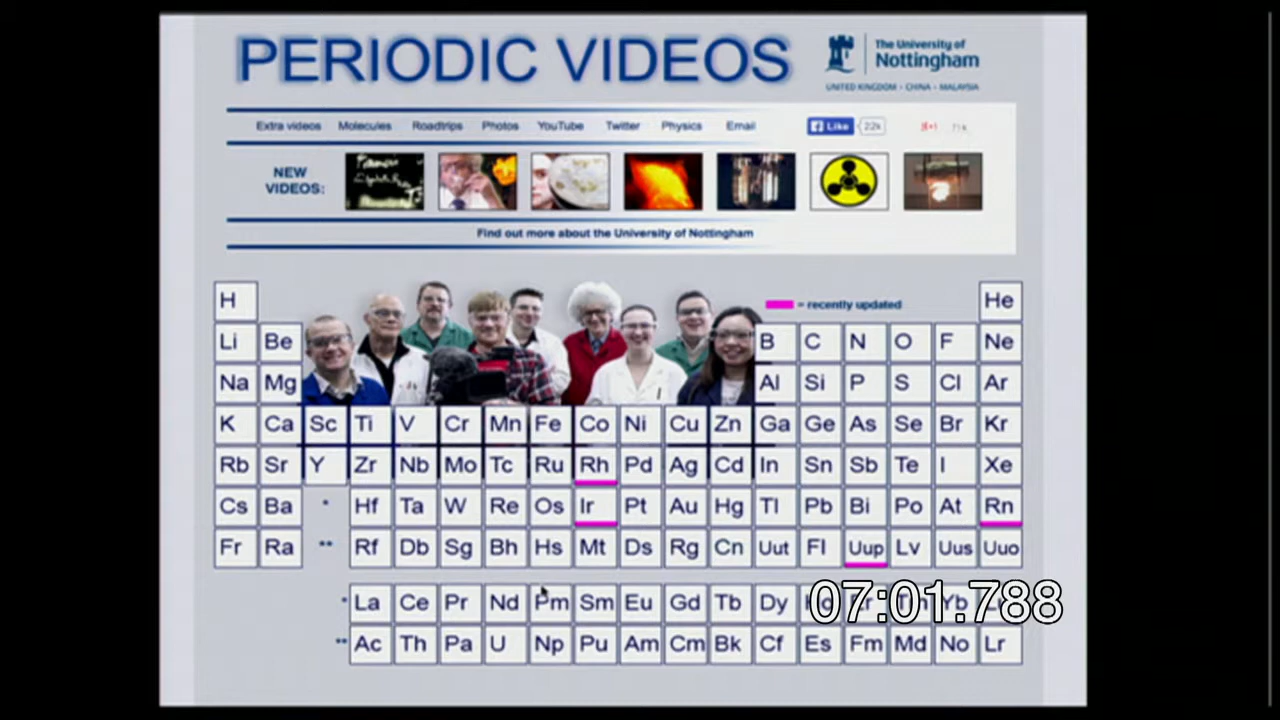 PERIODIC VIDEOS
The University of
Nottingham
UNITED KINGDOM • CHINA • MALAYSIA
Extra videos Molecules Roadtrips Photos YouTube Twitter Physics Email Like 22k
NEW
VIDEOS:
Find out more about the University of Nottingham
= recently updated
H He
Li Be B C N O F Ne
Na Mg Al Si P S Cl Ar
K Ca Sc Ti V Cr Mn Fe Co Ni Cu Zn Ga Ge As Se Br Kr
Rb Sr Y Zr Nb Mo Tc Ru Rh Pd Ag Cd In Sn Sb Te I Xe
Cs Ba * Hf Ta W Re Os Ir Pt Au Hg Tl Pb Bi Po At Rn
Fr Ra ** Rf Db Sg Bh Hs Mt Ds Rg Cn Uut Fl Uup Lv Uus Uuo
* La Ce Pr Nd Pm Sm Eu Gd Tb Dy Yb
07:01.788
** Ac Th Pa U Np Pu Am Cm Bk Cf Es Fm Md No Lr